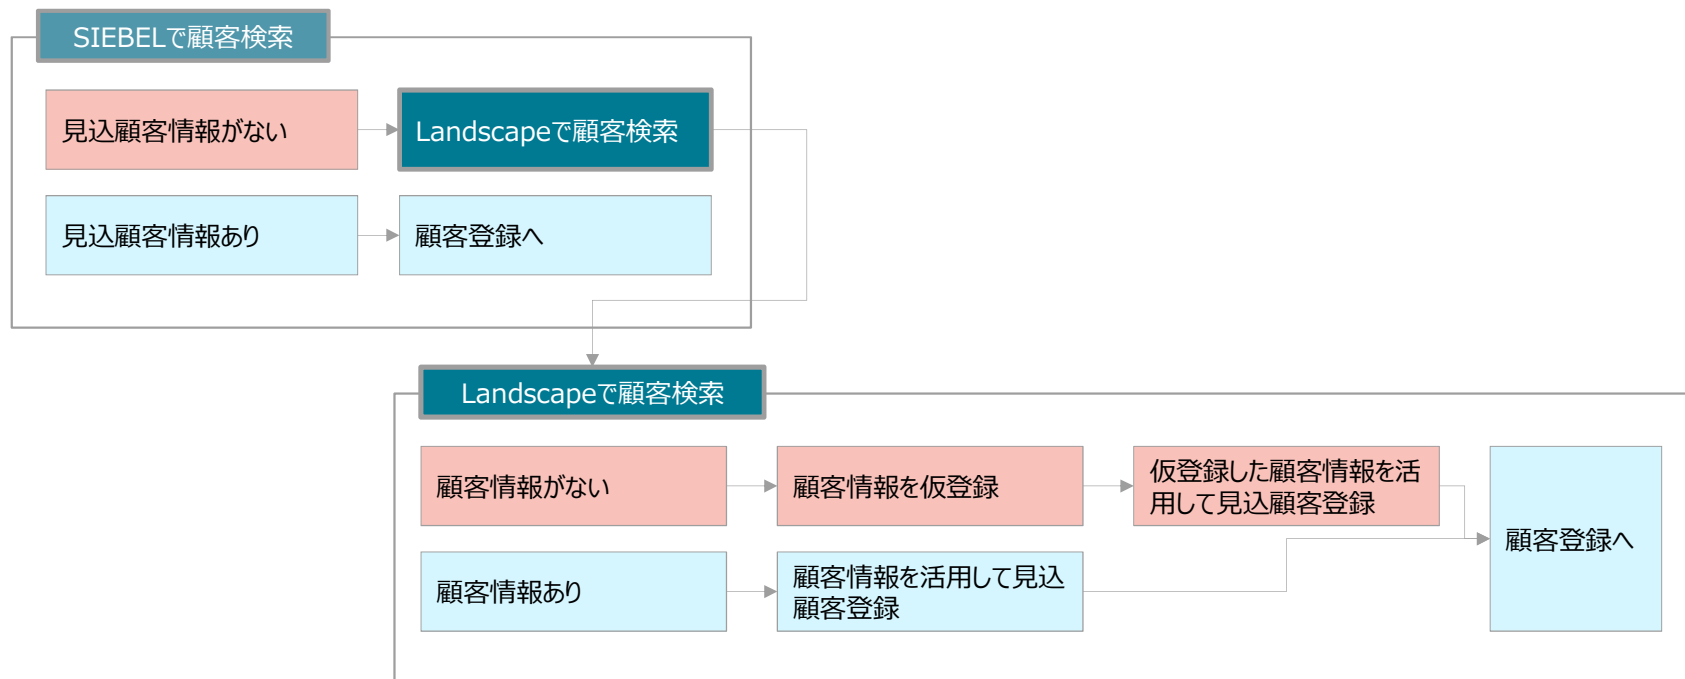 SIEBELで顧客検索
見込顧客情報がない
Landscapeで顧客検索
見込顧客情報あり
顧客登録へ
Landscapeで顧客検索
顧客情報がない
顧客情報を仮登録
仮登録した顧客情報を活
用して見込顧客登録
顧客登録へ
顧客情報あり
顧客情報を活用して見込
顧客登録